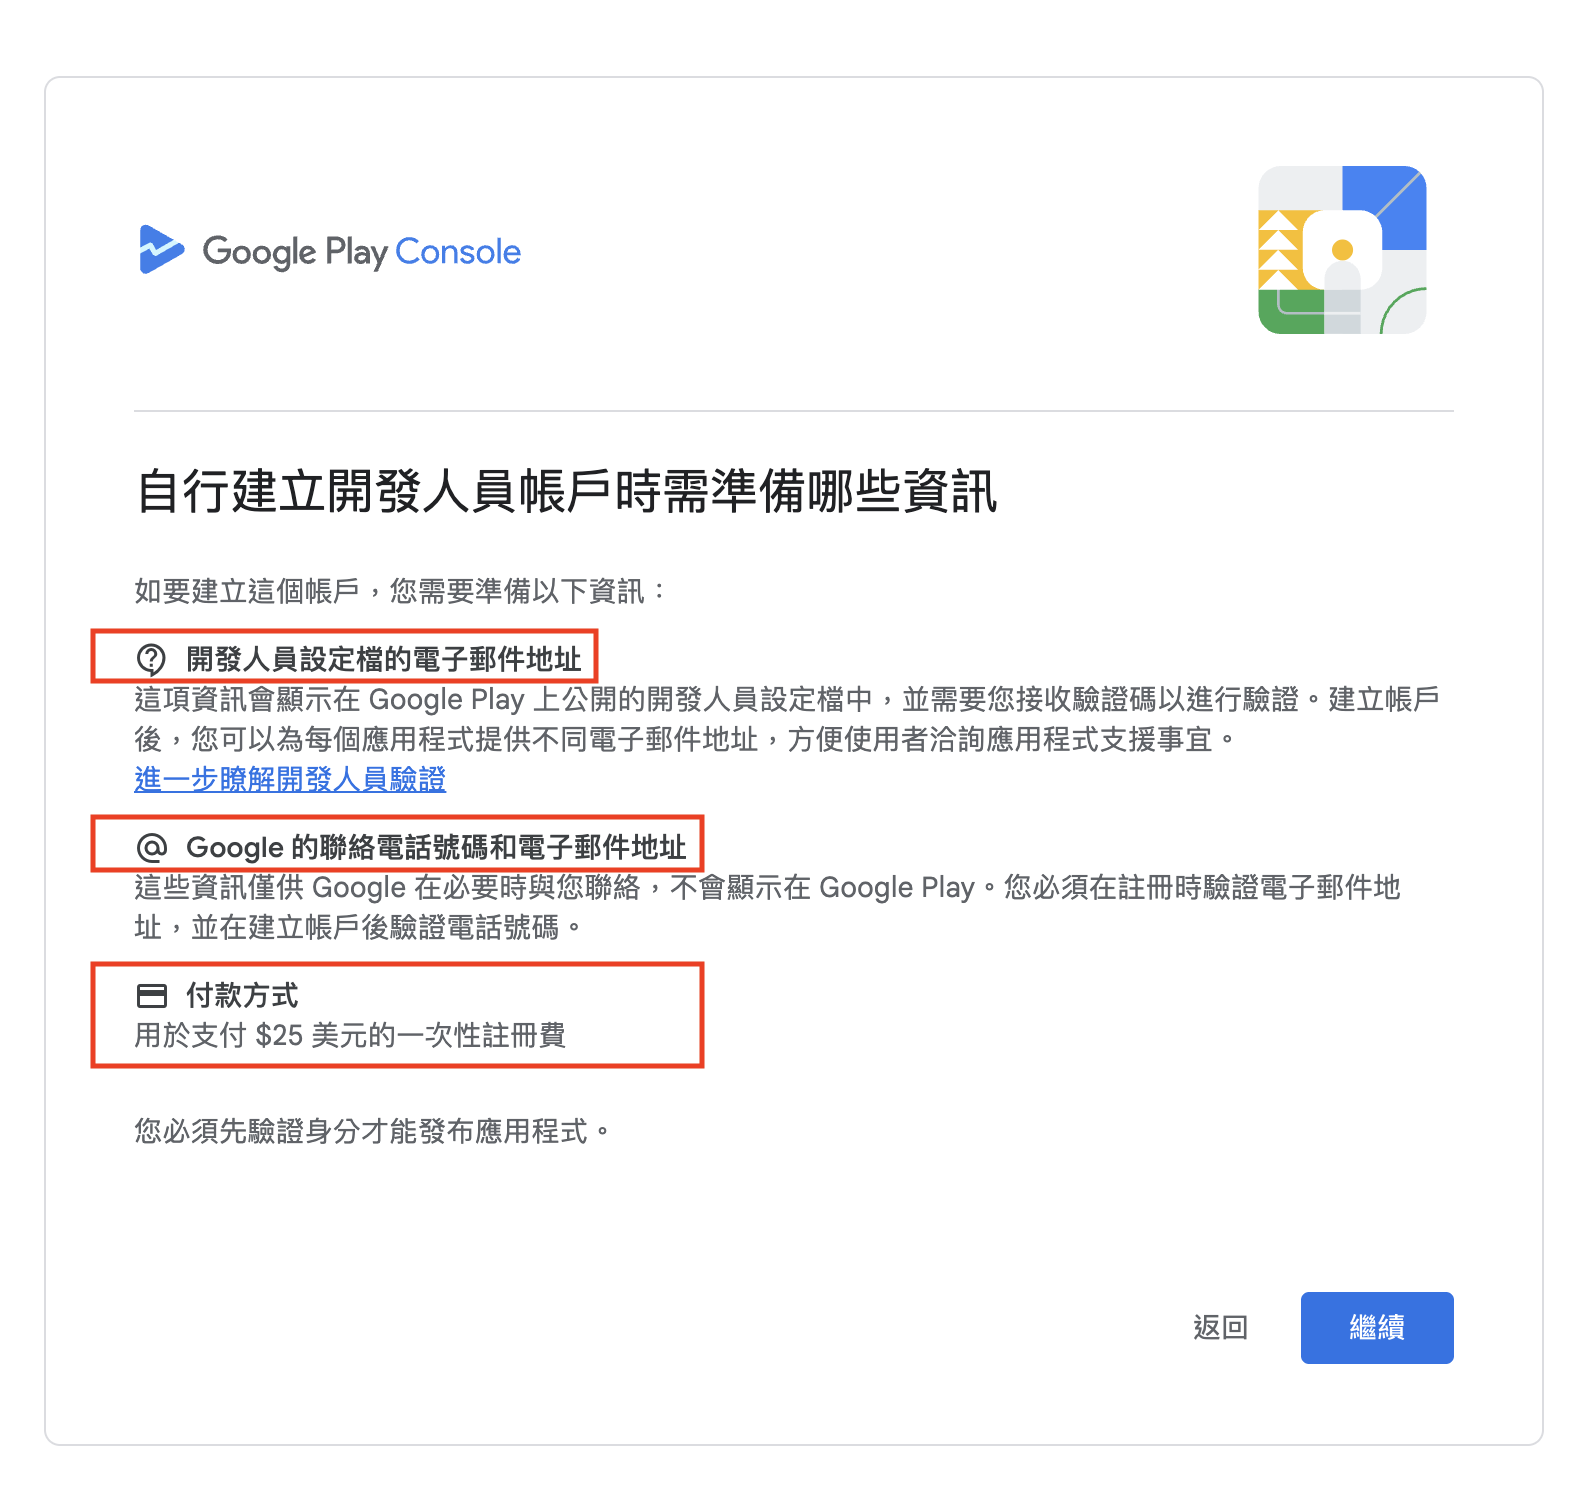 Google Play Console
自行建立開發人員帳戶時需準備哪些資訊
如要建立這個帳戶，您需要準備以下資訊：
開發人員設定檔的電子郵件地址
這項資訊會顯示在 Google Play 上公開的開發人員設定檔中，並需要您接收驗證碼以進行驗證。建立帳戶
後，您可以為每個應用程式提供不同電子郵件地址，方便使用者洽詢應用程式支援事宜。
進一步瞭解開發人員驗證
Google 的聯絡電話號碼和電子郵件地址
這些資訊僅供 Google 在必要時與您聯絡，不會顯示在 Google Play。您必須在註冊時驗證電子郵件地
址，並在建立帳戶後驗證電話號碼。
付款方式
用於支付 $25 美元的一次性註冊費
您必須先驗證身分才能發布應用程式。
返回
繼續